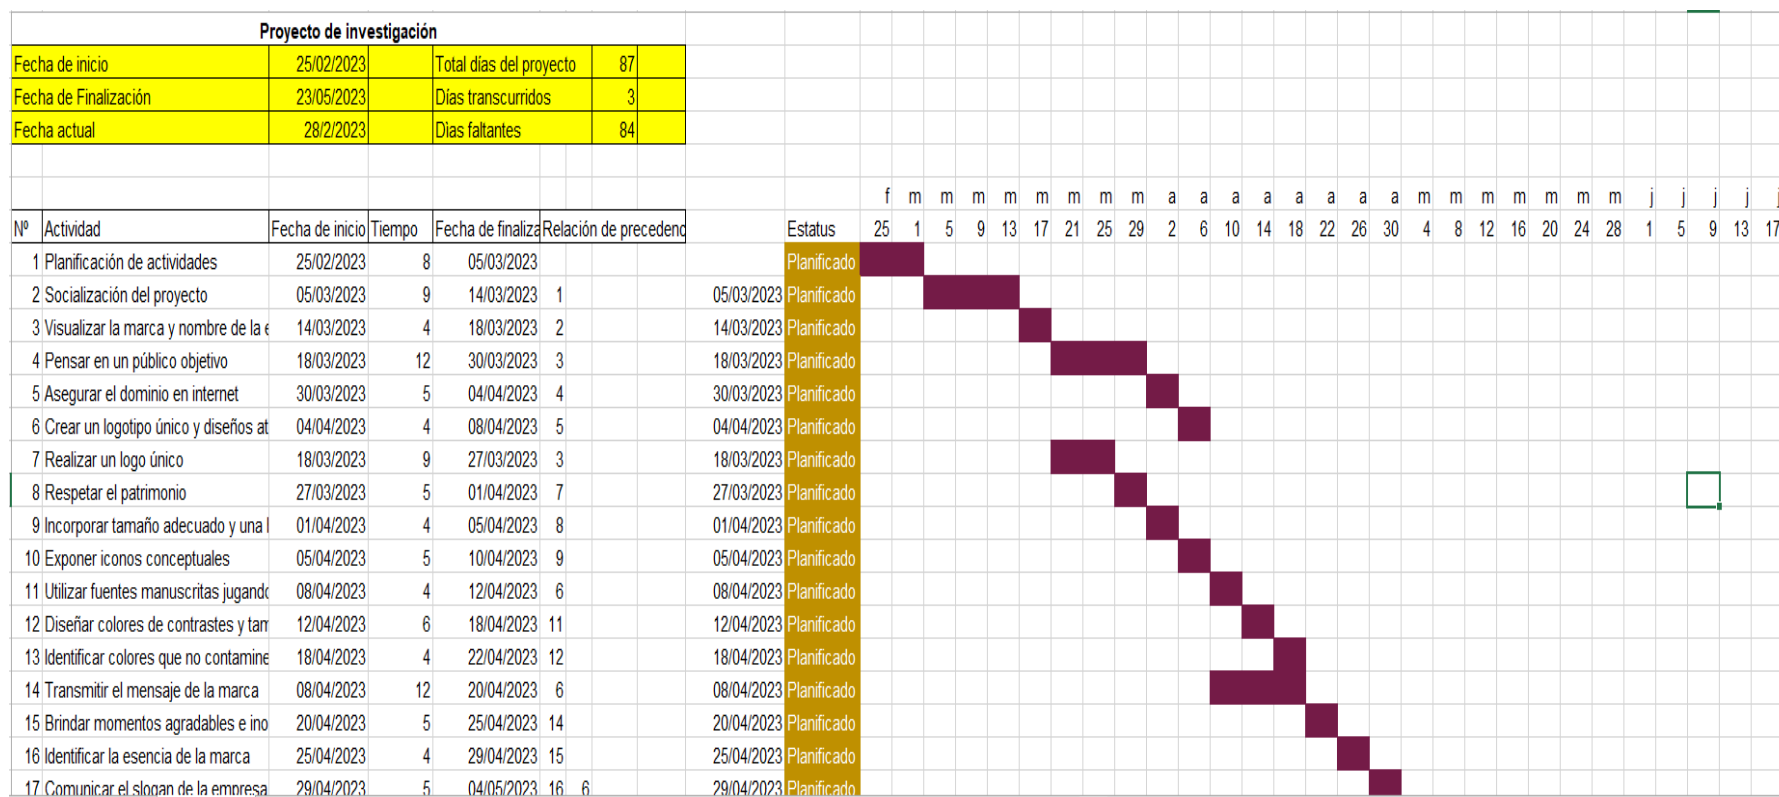 Proyecto de investigación
Fecha de inicio 25/02/2023 Total días del proyecto 87
Fecha de Finalización 23/05/2023 Días transcurridos 3
Fecha actual 28/2/2023 Dias faltantes 84
f m m m m m m m m a a a a a a a a m m m m m m m j j j j j
Nº Actividad Fecha de inicio Tiempo Fecha de finaliza Relación de precedenc Estatus 25 1 5 9 13 17 21 25 29 2 6 10 14 18 22 26 30 4 8 12 16 20 24 28 1 5 9 13 17
1 Planificación de actividades 25/02/2023 8 05/03/2023 Planificado
2 Socialización del proyecto 05/03/2023 9 14/03/2023 1 05/03/2023 Planificado
3 Visualizar la marca y nombre de la e 14/03/2023 4 18/03/2023 2 14/03/2023 Planificado
4 Pensar en un público objetivo 18/03/2023 12 30/03/2023 3 18/03/2023 Planificado
5 Asegurar el dominio en internet 30/03/2023 5 04/04/2023 4 30/03/2023 Planificado
6 Crear un logotipo único y diseños at 04/04/2023 4 08/04/2023 5 04/04/2023 Planificado
7 Realizar un logo único 18/03/2023 9 27/03/2023 3 18/03/2023 Planificado
8 Respetar el patrimonio 27/03/2023 5 01/04/2023 7 27/03/2023 Planificado
9 Incorporar tamaño adecuado y una l 01/04/2023 4 05/04/2023 8 01/04/2023 Planificado
10 Exponer iconos conceptuales 05/04/2023 5 10/04/2023 9 05/04/2023 Planificado
11 Utilizar fuentes manuscritas jugando 08/04/2023 4 12/04/2023 6 08/04/2023 Planificado
12 Diseñar colores de contrastes y tam 12/04/2023 6 18/04/2023 11 12/04/2023 Planificado
13 Identificar colores que no contamine 18/04/2023 4 22/04/2023 12 18/04/2023 Planificado
14 Transmitir el mensaje de la marca 08/04/2023 12 20/04/2023 6 08/04/2023 Planificado
15 Brindar momentos agradables e ino 20/04/2023 5 25/04/2023 14 20/04/2023 Planificado
16 Identificar la esencia de la marca 25/04/2023 4 29/04/2023 15 25/04/2023 Planificado
17 Comunicar el slogan de la empresa 29/04/2023 5 04/05/2023 16 6 29/04/2023 Planificado